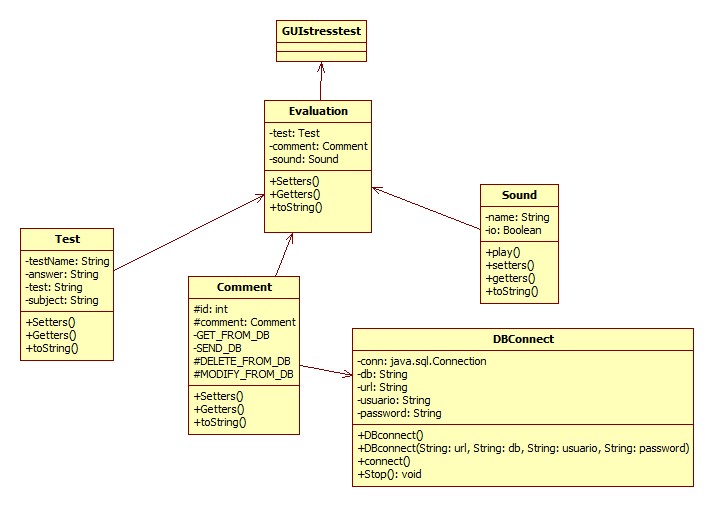 GUIstresstest
Evaluation
-test: Test
-comment: Comment
-sound: Sound
+Setters()
+Getters()
+toString()
Sound
-name: String
-io: Boolean
+play()
+setters()
+getters()
+toString()
Test
-testName: String
-answer: String
-test: String
-subject: String
+Setters()
+Getters()
+toString()
Comment
#id: int
#comment: Comment
-GET_FROM_DB
-SEND_DB
#DELETE_FROM_DB
#MODIFY_FROM_DB
+Setters()
+Getters()
+toString()
DBConnect
-conn: java.sql.Connection
-db: String
-url: String
-usuario: String
-password: String
+DBconnect()
+DBconnect(String: url, String: db, String: usuario, String: password)
+connect()
+Stop(): void